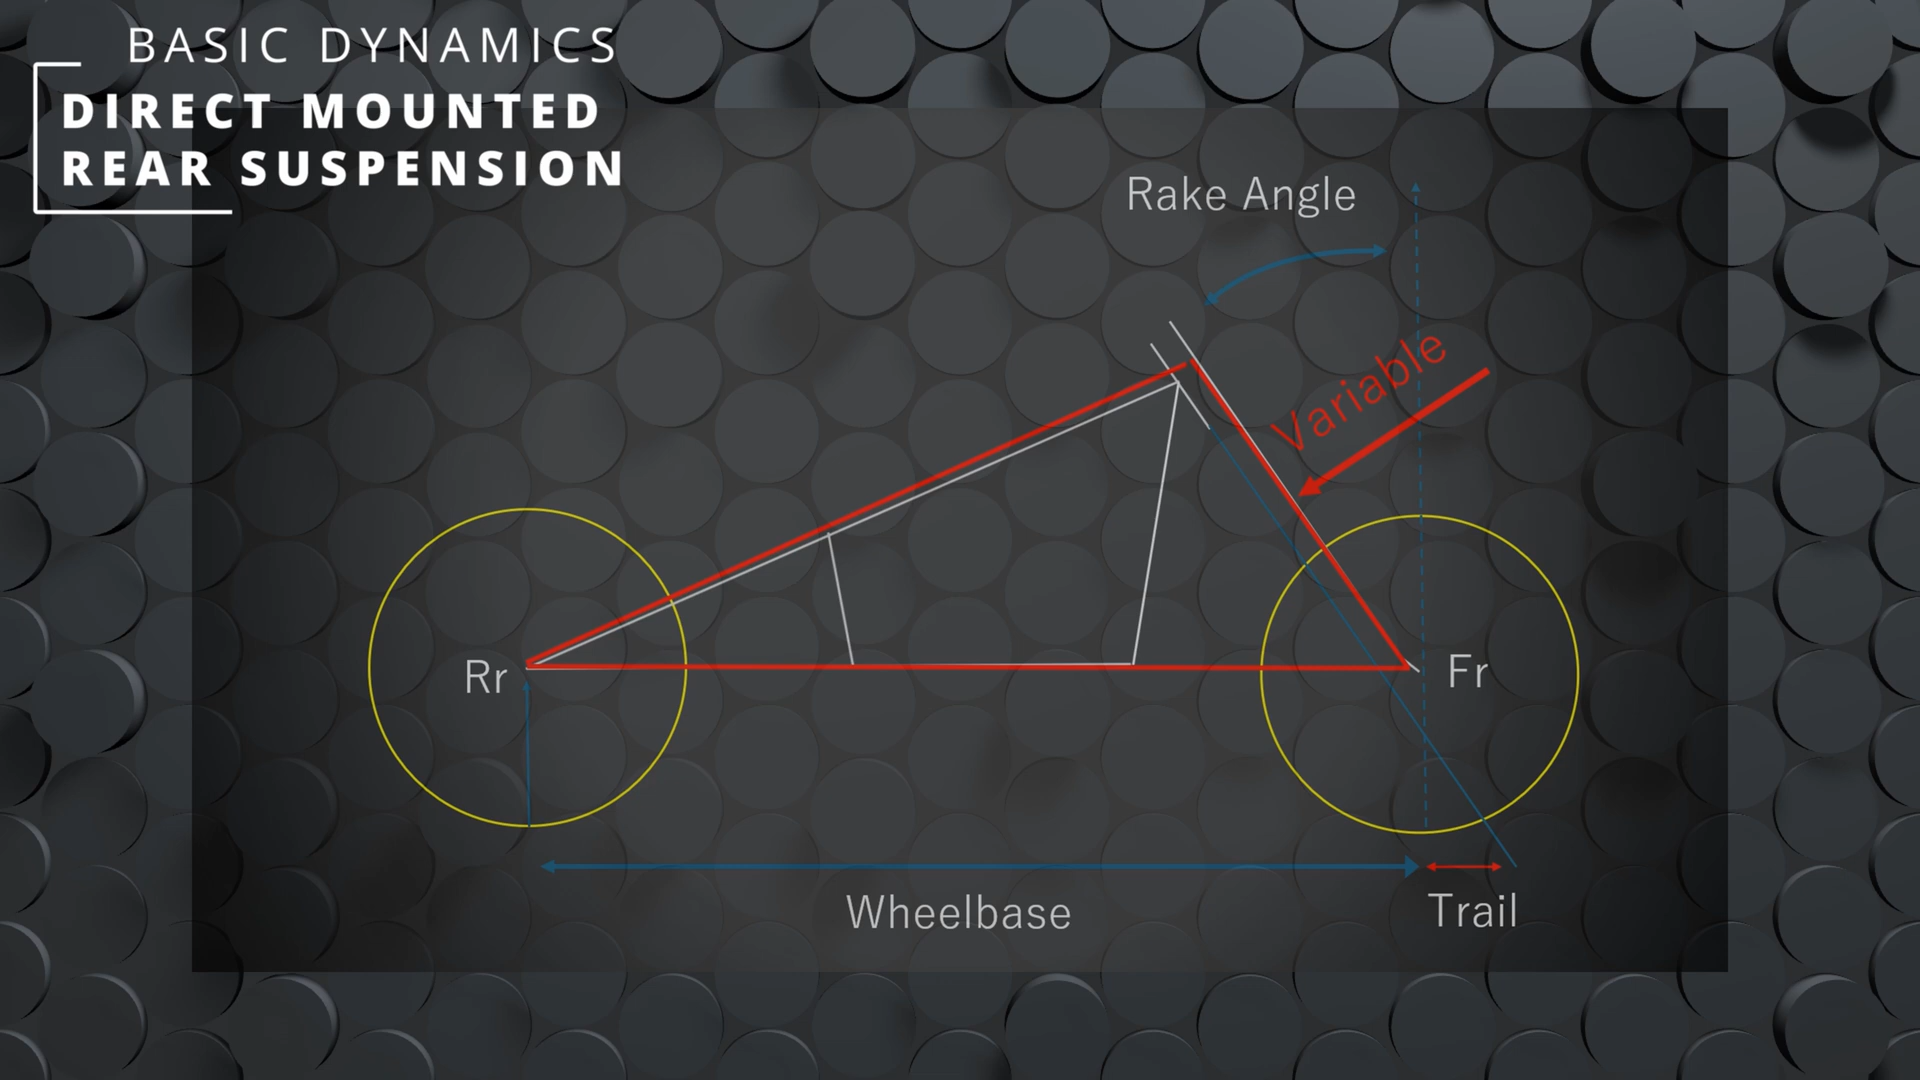 BASIC DYNAMICS
DIRECT MOUNTED
REAR SUSPENSION
Rake Angle
Variable
Rr
Fr
Wheelbase
Trail